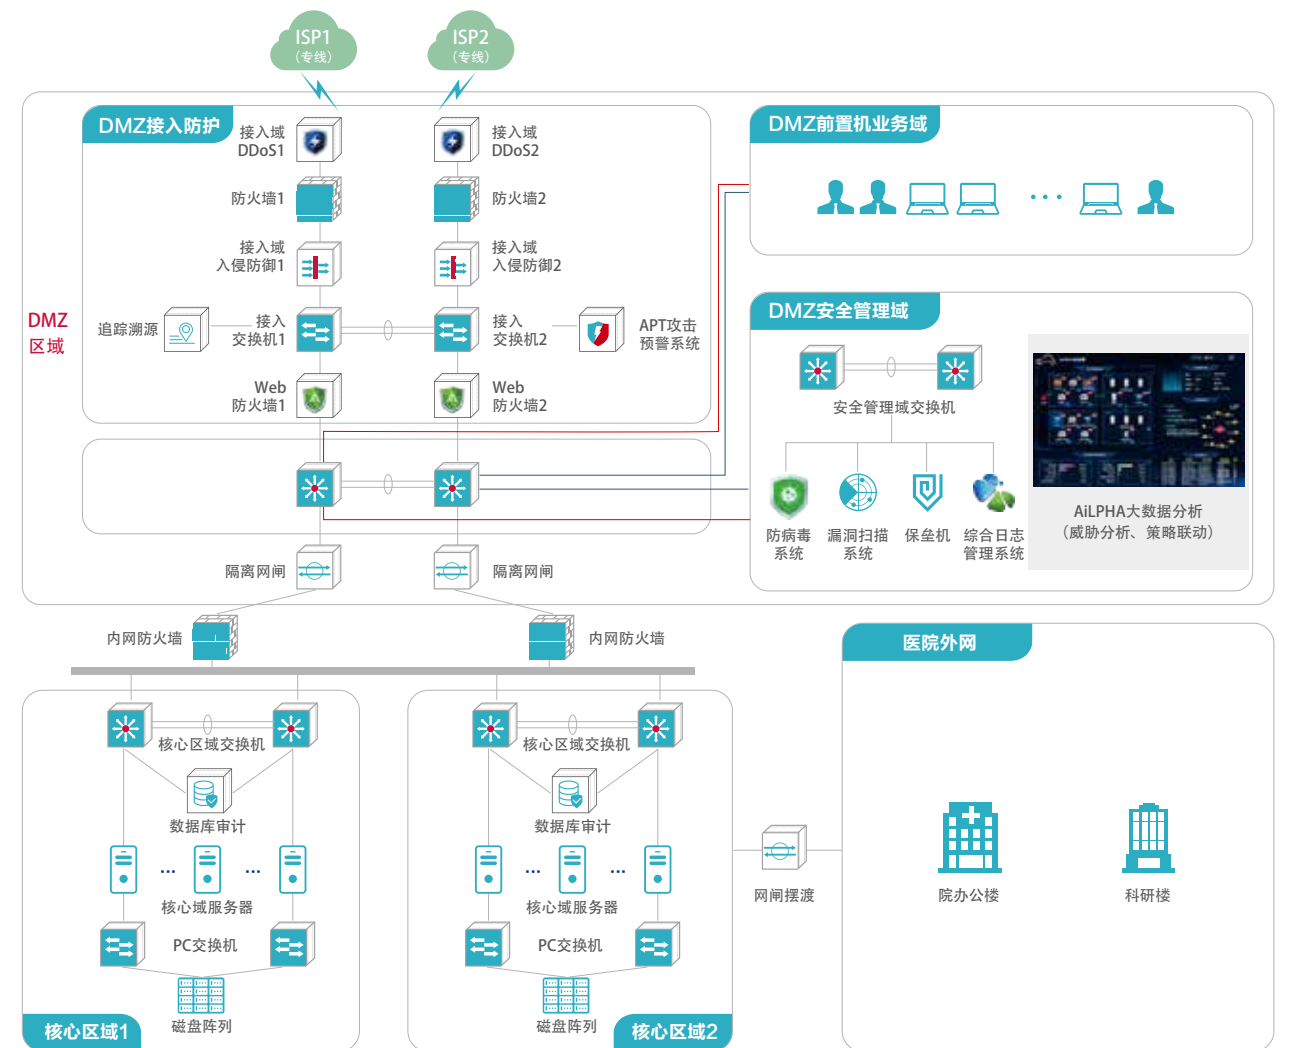 ISP1
（专线）
ISP2
（专线）
DMZ接入防护
接入域
DDoS1
接入域
DDoS2
防火墙1
防火墙2
接入域
入侵防御1
接入域
入侵防御2
追踪溯源
接入
交换机1
接入
交换机2
APT攻击
预警系统
Web
防火墙1
Web
防火墙2
DMZ
区域
隔离网闸
隔离网闸
DMZ前置机业务域
DMZ安全管理域
安全管理域交换机
防病毒
系统
漏洞扫描
系统
保垒机
综合日志
管理系统
AiLPHA大数据分析
（威胁分析、策略联动）
内网防火墙
内网防火墙
核心区域交换机
数据库审计
核心域服务器
PC交换机
磁盘阵列
核心区域1
核心区域交换机
数据库审计
核心域服务器
PC交换机
磁盘阵列
核心区域2
网闸摆渡
医院外网
院办公楼
科研楼